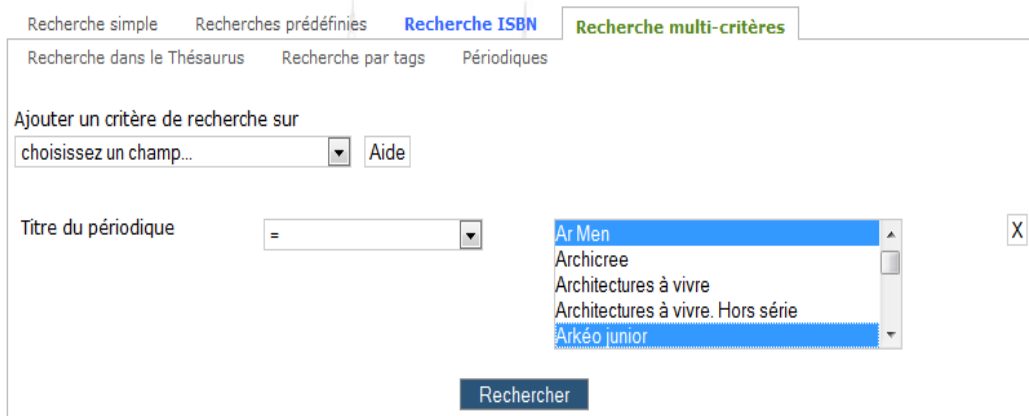 Recherche simple Recherches prédéfinies Recherche ISBN Recherche multi-critères
Recherche dans le Thésaurus Recherche par tags Périodiques
Ajouter un critère de recherche sur
choisissez un champ... Aide
Titre du périodique = Ar Men X
Archicree
Architectures à vivre
Architectures à vivre. Hors série
Arkéo junior
Rechercher